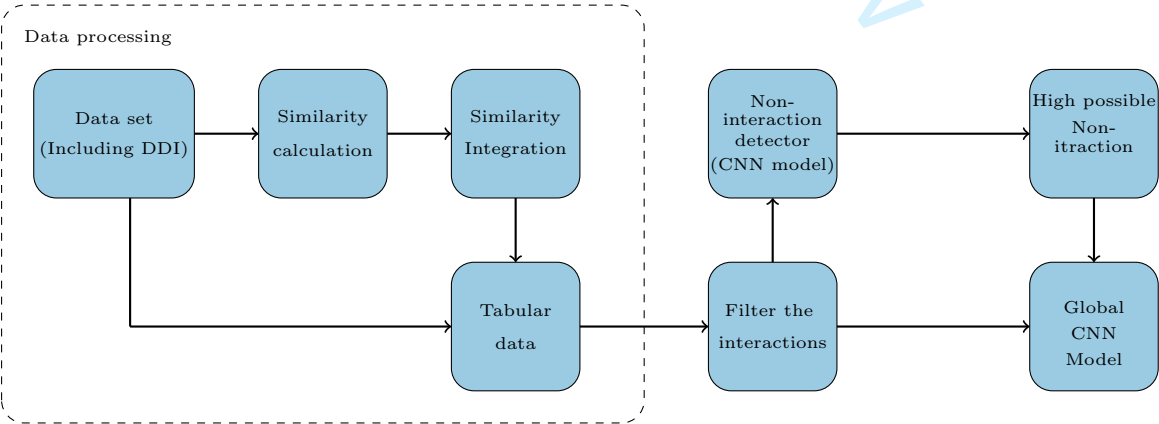 Data processing
Data set
(Including DDI)
Similarity
calculation
Similarity
Integration
Non-
interaction
detector
(CNN model)
High possible
Non-
itraction
Tabular
data
Filter the
interactions
Global
CNN
Model